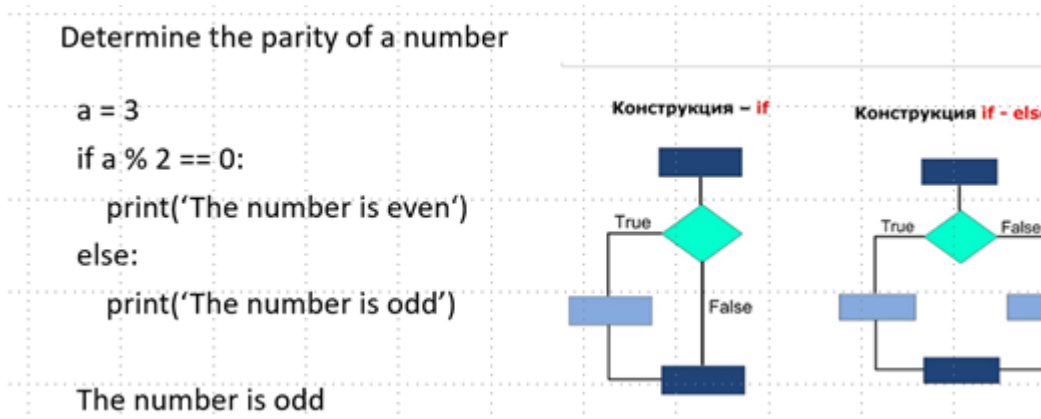 Determine the parity of a number
a = 3
if a % 2 == 0:
print(‘The number is even‘)
else:
print(‘The number is odd’)
The number is odd
Конструкция – if
True
False
Конструкция if - else
True
False